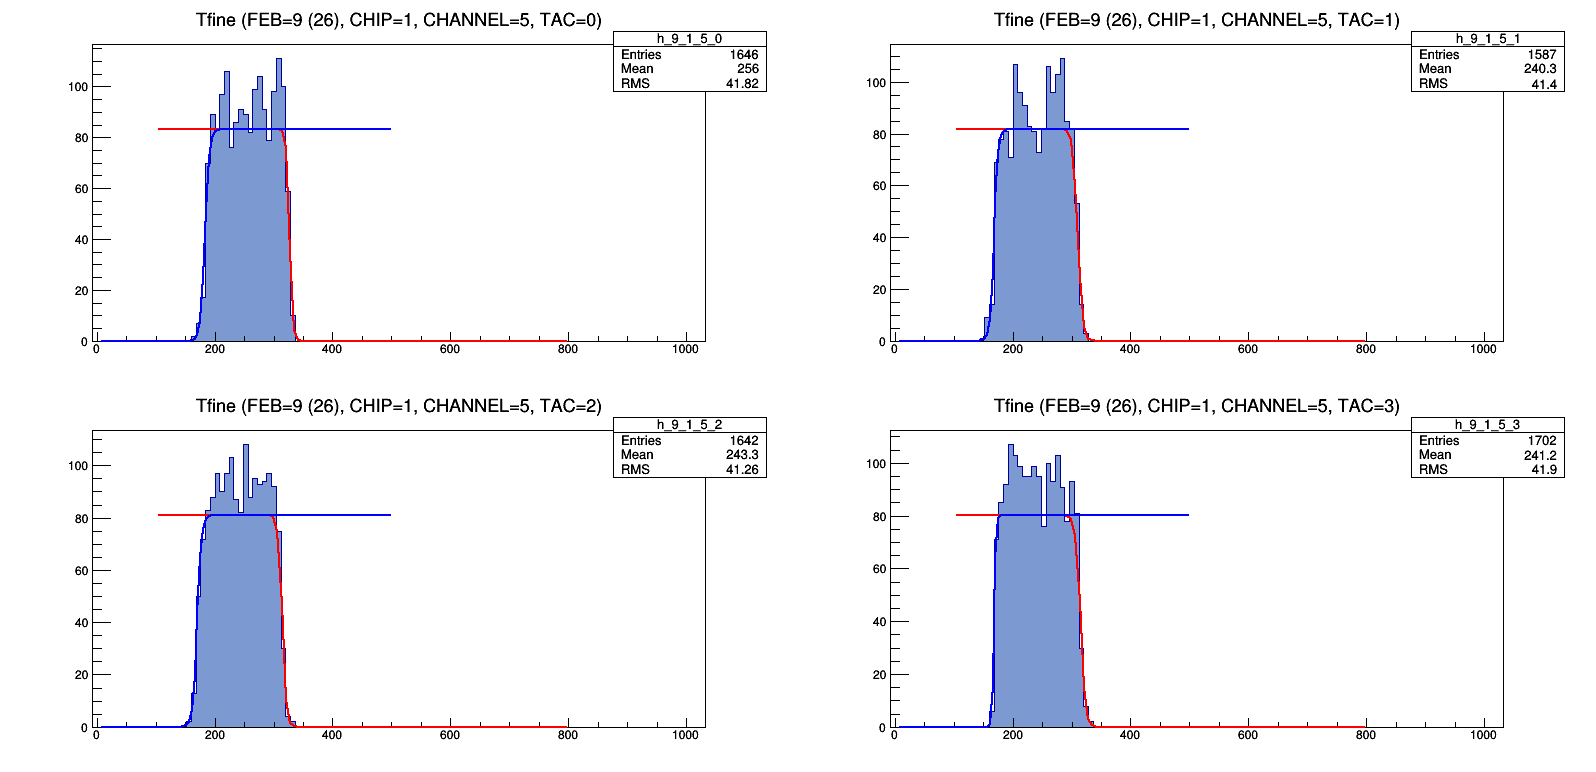 Tfine (FEB=9 (26), CHIP=1, CHANNEL=5, TAC=0)
h_9_1_5_0
Entries 1646
Mean 256
RMS 41.82
100
80
60
40
20
0
0 200 400 600 800 1000
Tfine (FEB=9 (26), CHIP=1, CHANNEL=5, TAC=1)
h_9_1_5_1
Entries 1587
Mean 240.3
RMS 41.4
100
80
60
40
20
0
0 200 400 600 800 1000
Tfine (FEB=9 (26), CHIP=1, CHANNEL=5, TAC=2)
h_9_1_5_2
Entries 1642
Mean 243.3
RMS 41.26
100
80
60
40
20
0
0 200 400 600 800 1000
Tfine (FEB=9 (26), CHIP=1, CHANNEL=5, TAC=3)
h_9_1_5_3
Entries 1702
Mean 241.2
RMS 41.9
100
80
60
40
20
0
0 200 400 600 800 1000